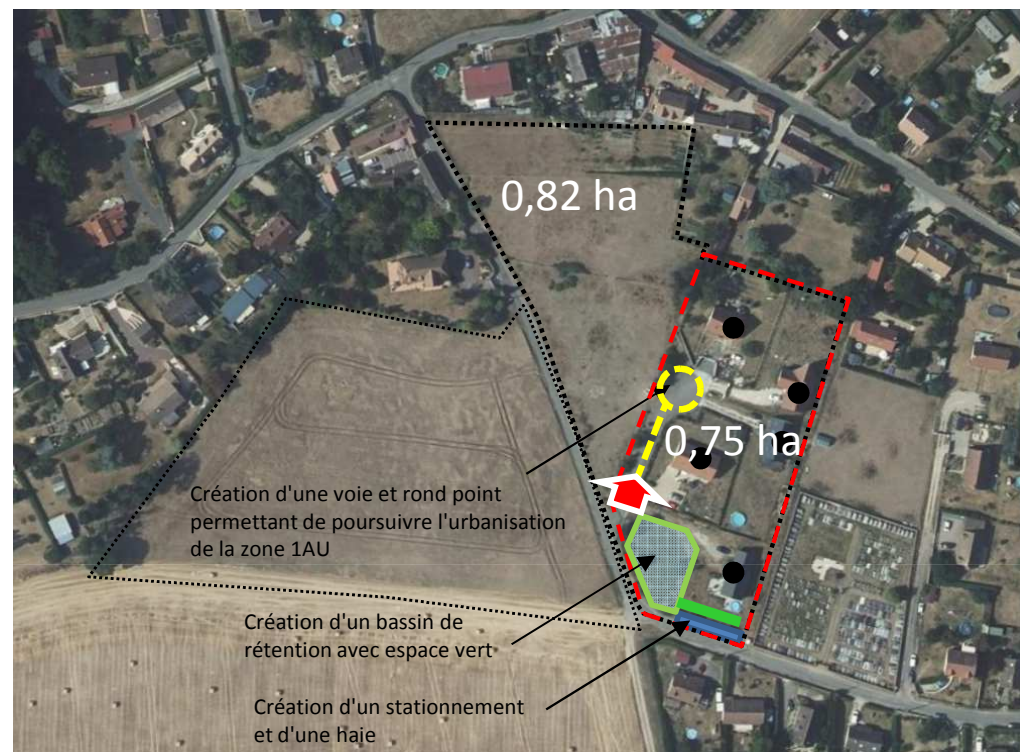 0,82 ha
0,75 ha
Création d'une voie et rond point
permettant de poursuivre l'urbanisation
de la zone 1AU
Création d'un bassin de
rétention avec espace vert
Création d'un stationnement
et d'une haie